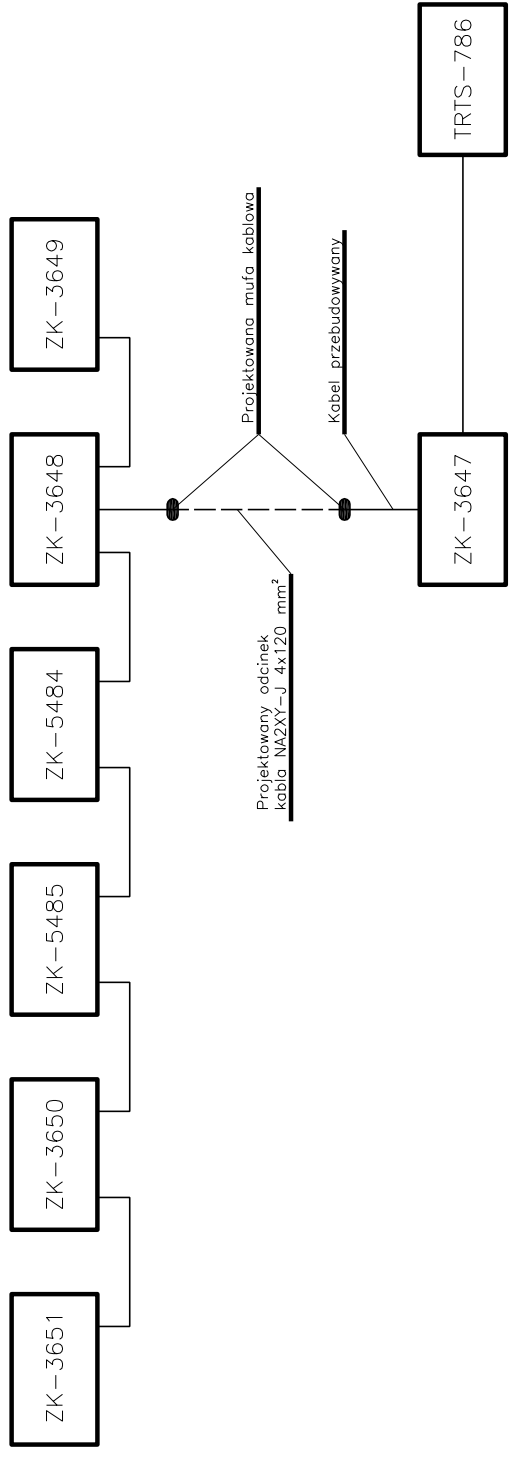 ZK-3651
ZK-3650
ZK-5485
ZK-5484
ZK-3648
ZK-3649
Projektowana mufa kablowa
Projektowany odcinek
kabla NA2XY-J 4x120 mm²
Kabel przebudowywany
ZK-3647
TRTS-786